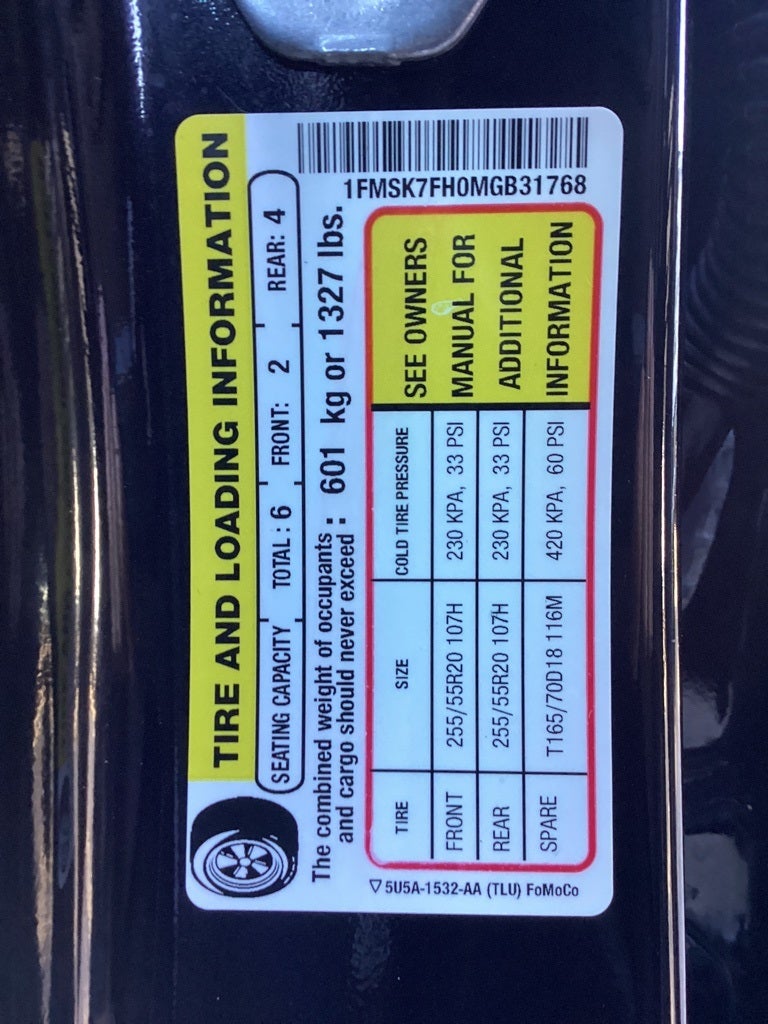 TIRE AND LOADING INFORMATION
SEATING CAPACITY TOTAL : 6 FRONT: 2 REAR: 4
The combined weight of occupants
and cargo should never exceed : 601 kg or 1327 lbs.
1FMSK7FH0MGB31768
TIRE SIZE COLD TIRE PRESSURE
FRONT 255/55R20 107H 230 KPA, 33 PSI
REAR 255/55R20 107H 230 KPA, 33 PSI
SPARE T165/70D18 116M 420 KPA, 60 PSI
SEE OWNERS
MANUAL FOR
ADDITIONAL
INFORMATION
5U5A-1532-AA (TLU) FoMoCo